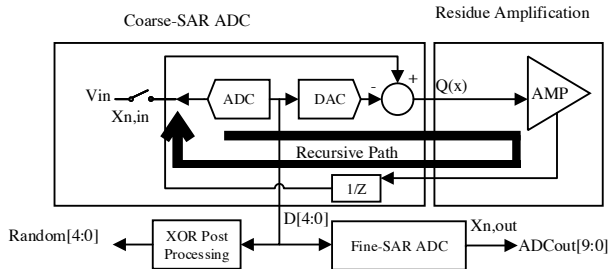 Coarse-SAR ADC
Residue Amplification
Vin
Xn,in
ADC
DAC
-
+
Q(x)
AMP
Recursive Path
1/Z
D[4:0]
Xn,out
Random[4:0]
XOR Post
Processing
Fine-SAR ADC
ADCout[9:0]